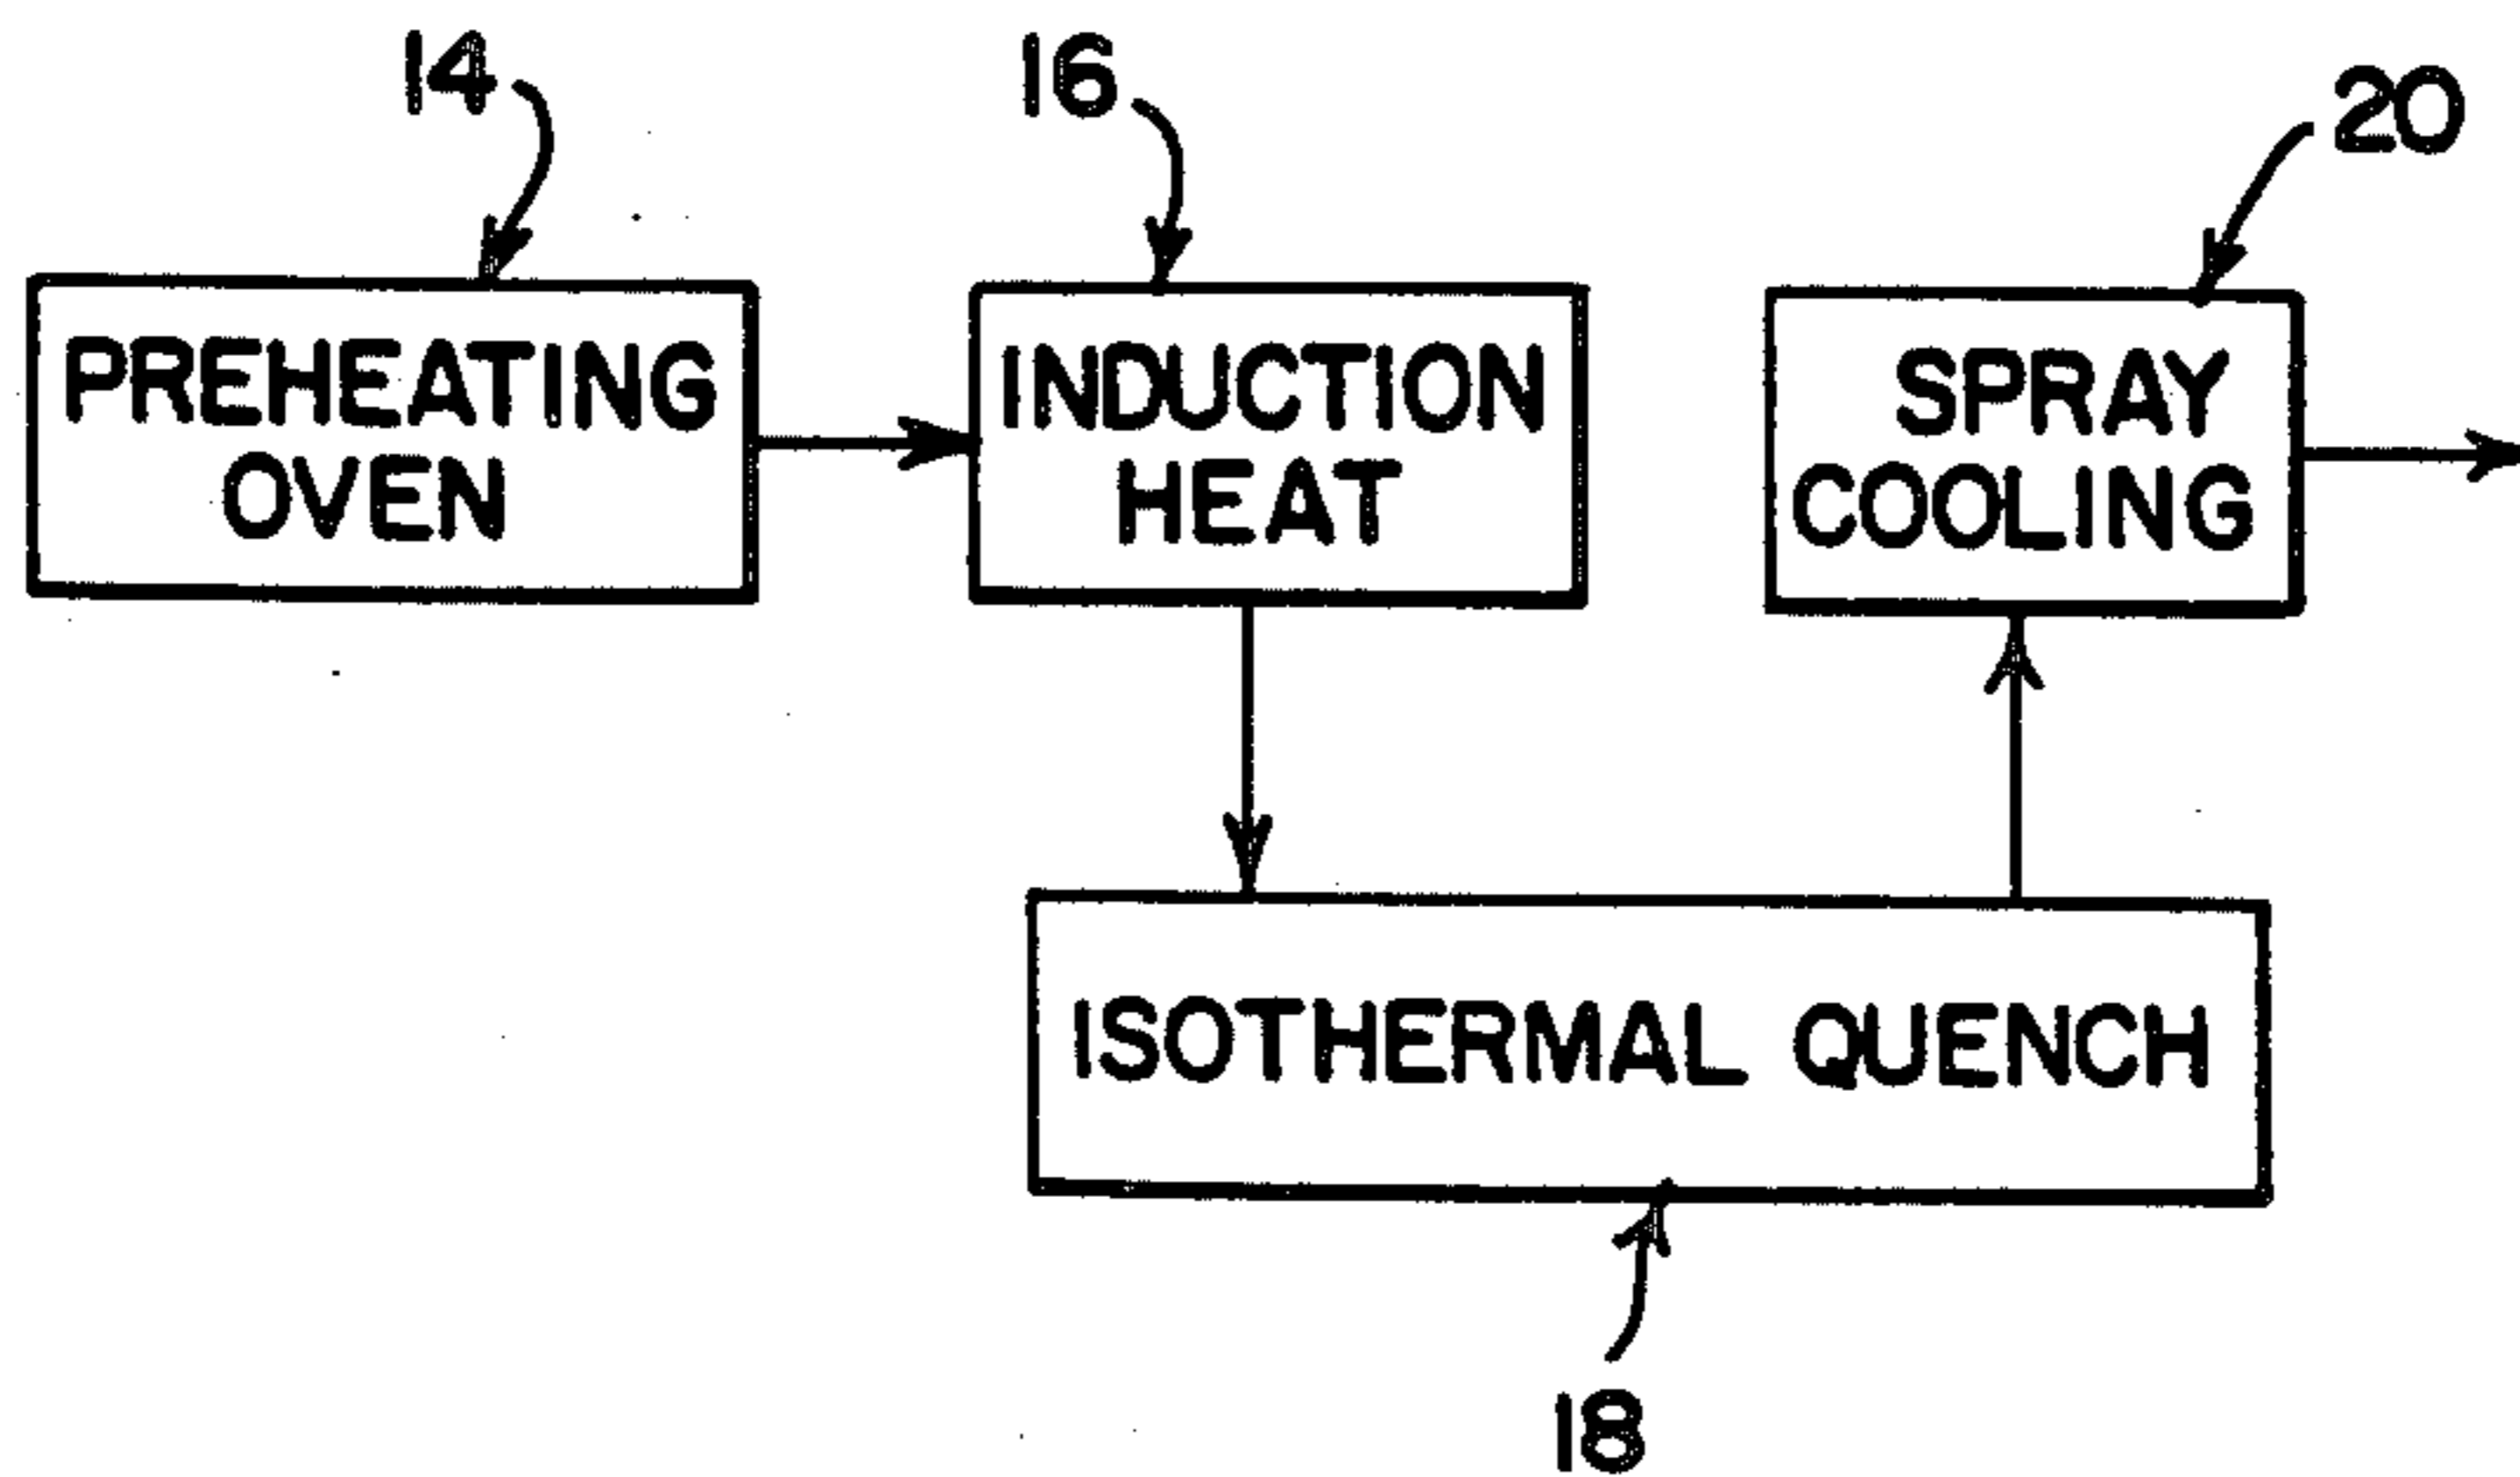 14
16
20
PREHEATING
OVEN
INDUCTION
HEAT
SPRAY
COOLING
ISOTHERMAL QUENCH
18